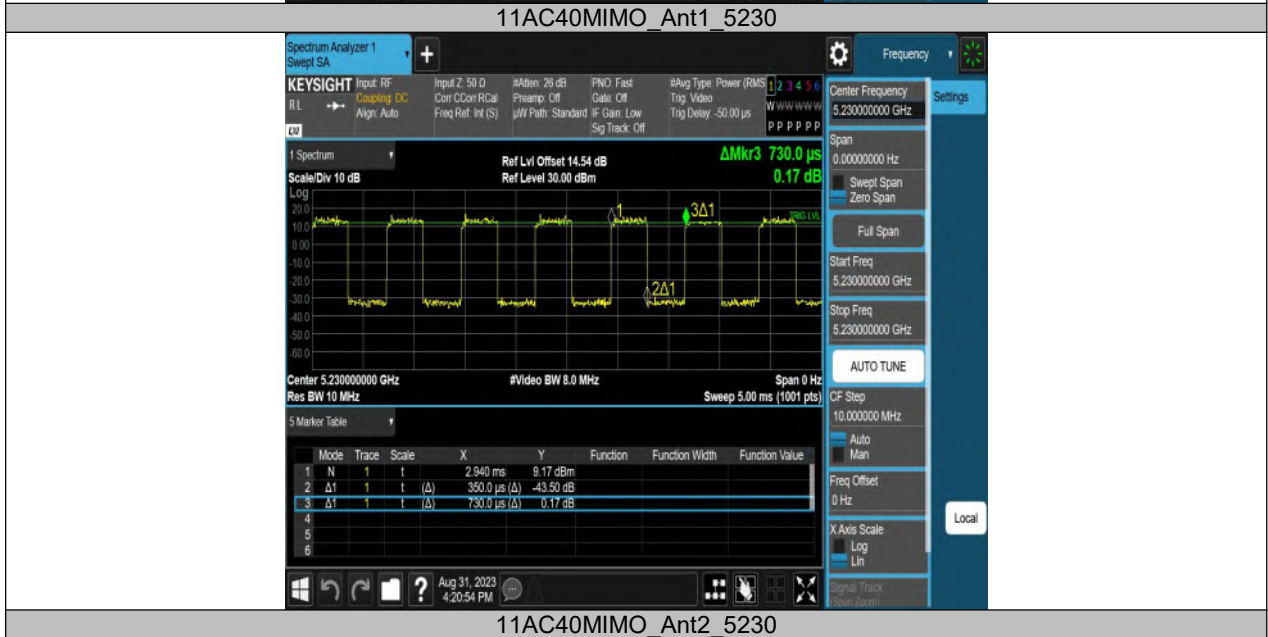 11AC40MIMO_Ant1_5230
Spectrum Analyzer 1
Swept SA
+
Frequency
KEYSIGHT
RL
LXI
Input: RF
Coupling: DC
Align: Auto
Input Z: 50 Ω
Corr CCorr RCal
Freq Ref: Int (S)
#Atten: 26 dB
Preamp: Off
µW Path: Standard
PNO: Fast
Gate: Off
IF Gain: Low
Sig Track: Off
#Avg Type: Power (RMS
Trig: Video
Trig Delay: -50.00 µs
1 2 3 4 5 6
W W W W W W
P P P P P P
Center Frequency
5.230000000 GHz
Settings
Span
0.00000000 Hz
Swept Span
Zero Span
Full Span
Start Freq
5.230000000 GHz
Stop Freq
5.230000000 GHz
AUTO TUNE
CF Step
10.000000 MHz
Auto
Man
Freq Offset
0 Hz
X Axis Scale
Log
Lin
Signal Track
(Span Zoom)
Local
1 Spectrum
Scale/Div 10 dB
Ref Lvl Offset 14.54 dB
Ref Level 30.00 dBm
ΔMkr3 730.0 µs
0.17 dB
Log
20.0
10.0
0.00
-10.0
-20.0
-30.0
-40.0
-50.0
-60.0
1
3Δ1
TRIG LVL
2Δ1
Center 5.230000000 GHz
#Video BW 8.0 MHz
Span 0 Hz
Res BW 10 MHz
Sweep 5.00 ms (1001 pts)
5 Marker Table
Mode Trace Scale X Y Function Function Width Function Value
1 N 1 t 2.940 ms 9.17 dBm
2 Δ1 1 t (Δ) 350.0 µs (Δ) -43.50 dB
3 Δ1 1 t (Δ) 730.0 µs (Δ) 0.17 dB
4
5
6
?
Aug 31, 2023
4:20:54 PM
11AC40MIMO_Ant2_5230